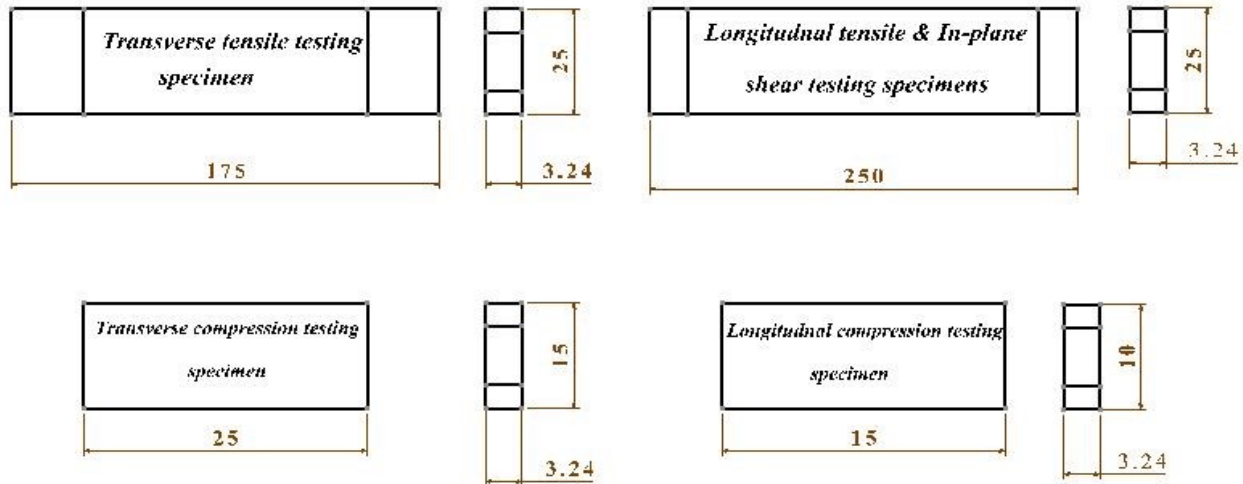 Transverse tensile testing
specimen
25
175
3.24
Longitudnal tensile & In-plane
shear testing specimens
25
250
3.24
Transverse compression testing
specimen
15
25
3.24
Longitudnal compression testing
specimen
10
15
3.24